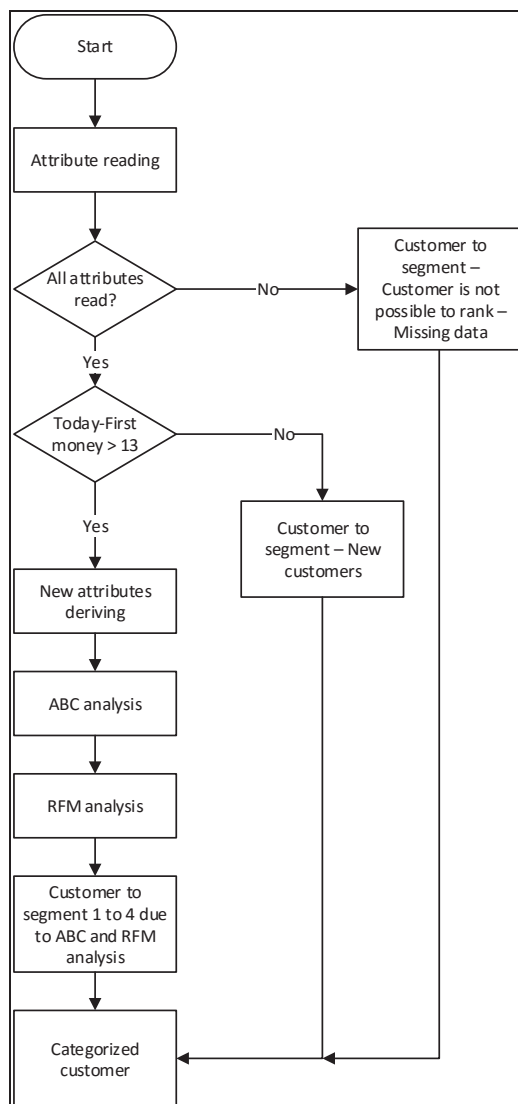 Start
Attribute reading
All attributes
read?
No
Customer to
segment –
Customer is not
possible to rank –
Missing data
Yes
Today-First
money > 13
No
Yes
Customer to
segment – New
customers
New attributes
deriving
ABC analysis
RFM analysis
Customer to
segment 1 to 4 due
to ABC and RFM
analysis
Categorized
customer